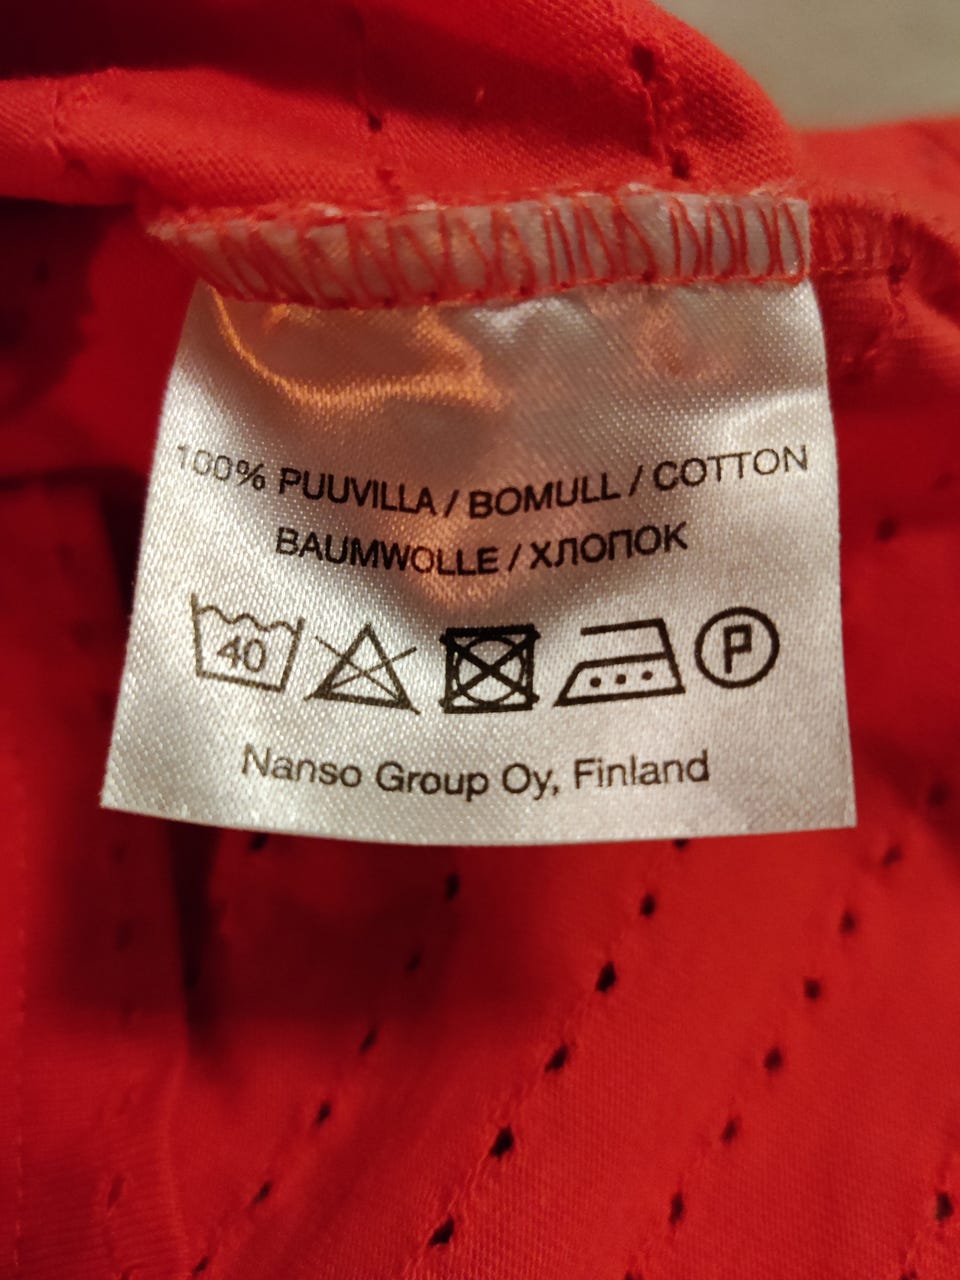 100% PUUVILLA / BOMULL / COTTON
BAUMWOLLE / ХЛОПОК
40 P
Nanso Group Oy, Finland